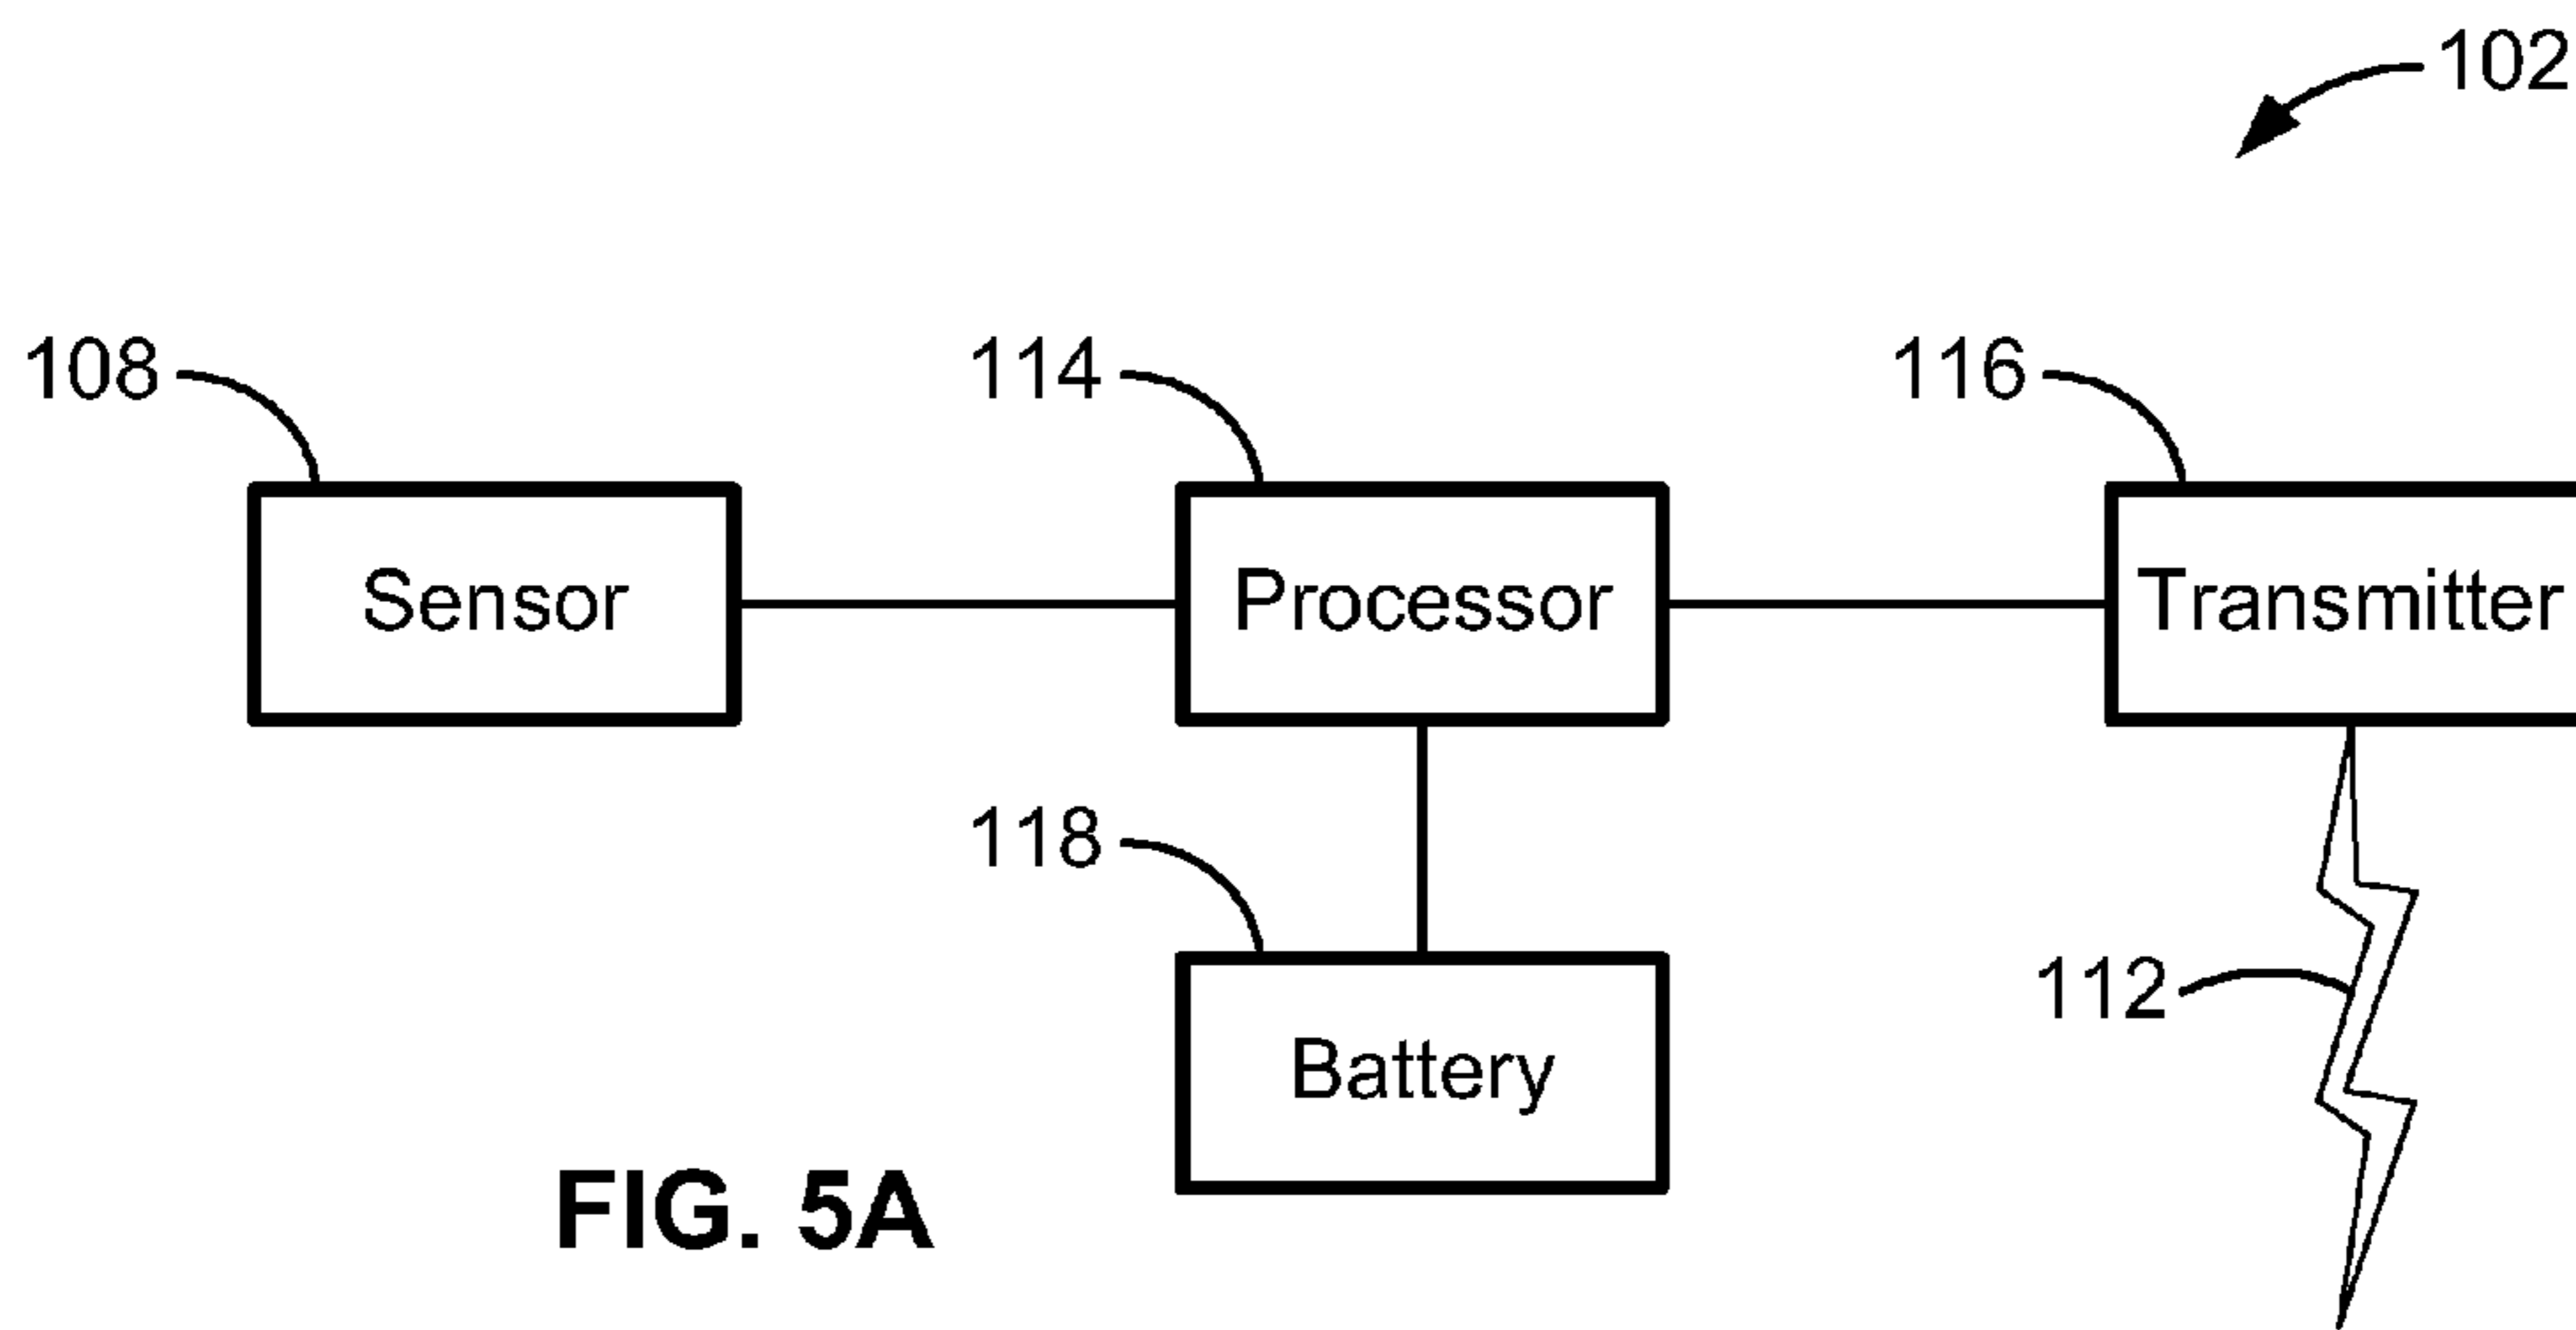 102
108
114
116
Sensor
Processor
Transmitter
118
112
Battery
FIG. 5A